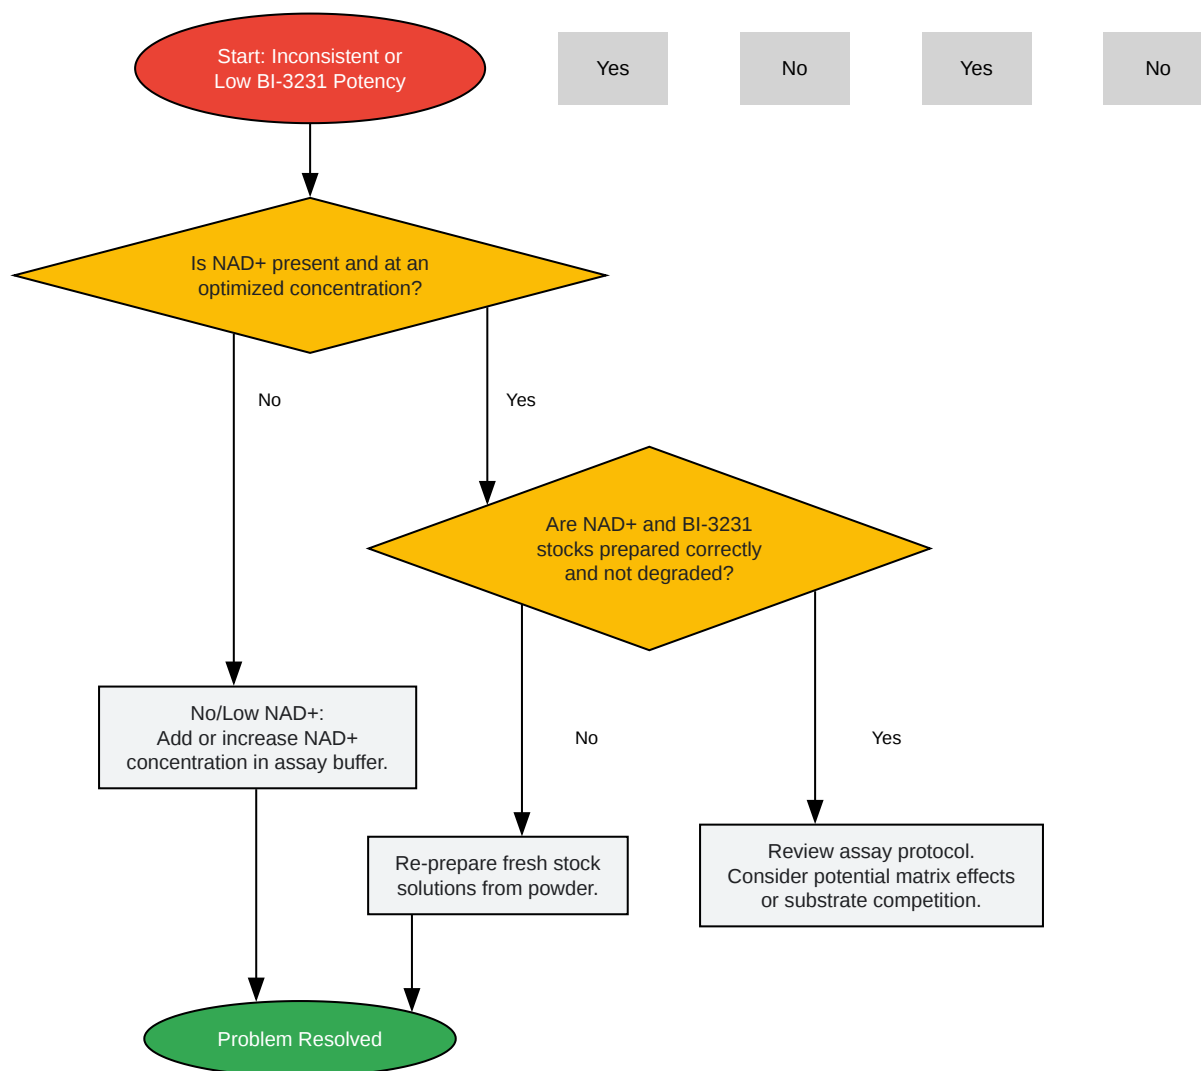 Start: Inconsistent or
Low BI-3231 Potency
Yes
No
Yes
No
Is NAD+ present and at an
optimized concentration?
No
Yes
Are NAD+ and BI-3231
stocks prepared correctly
and not degraded?
No/Low NAD+:
Add or increase NAD+
concentration in assay buffer.
No
Yes
Re-prepare fresh stock
solutions from powder.
Review assay protocol.
Consider potential matrix effects
or substrate competition.
Problem Resolved